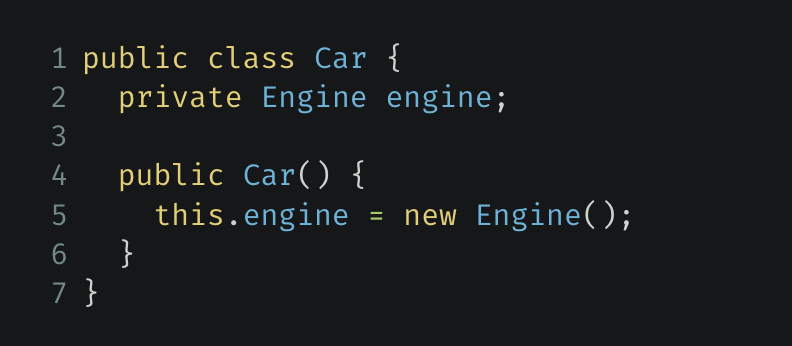 1 public class Car {
2   private Engine engine;
3
4   public Car() {
5     this.engine = new Engine();
6   }
7 }